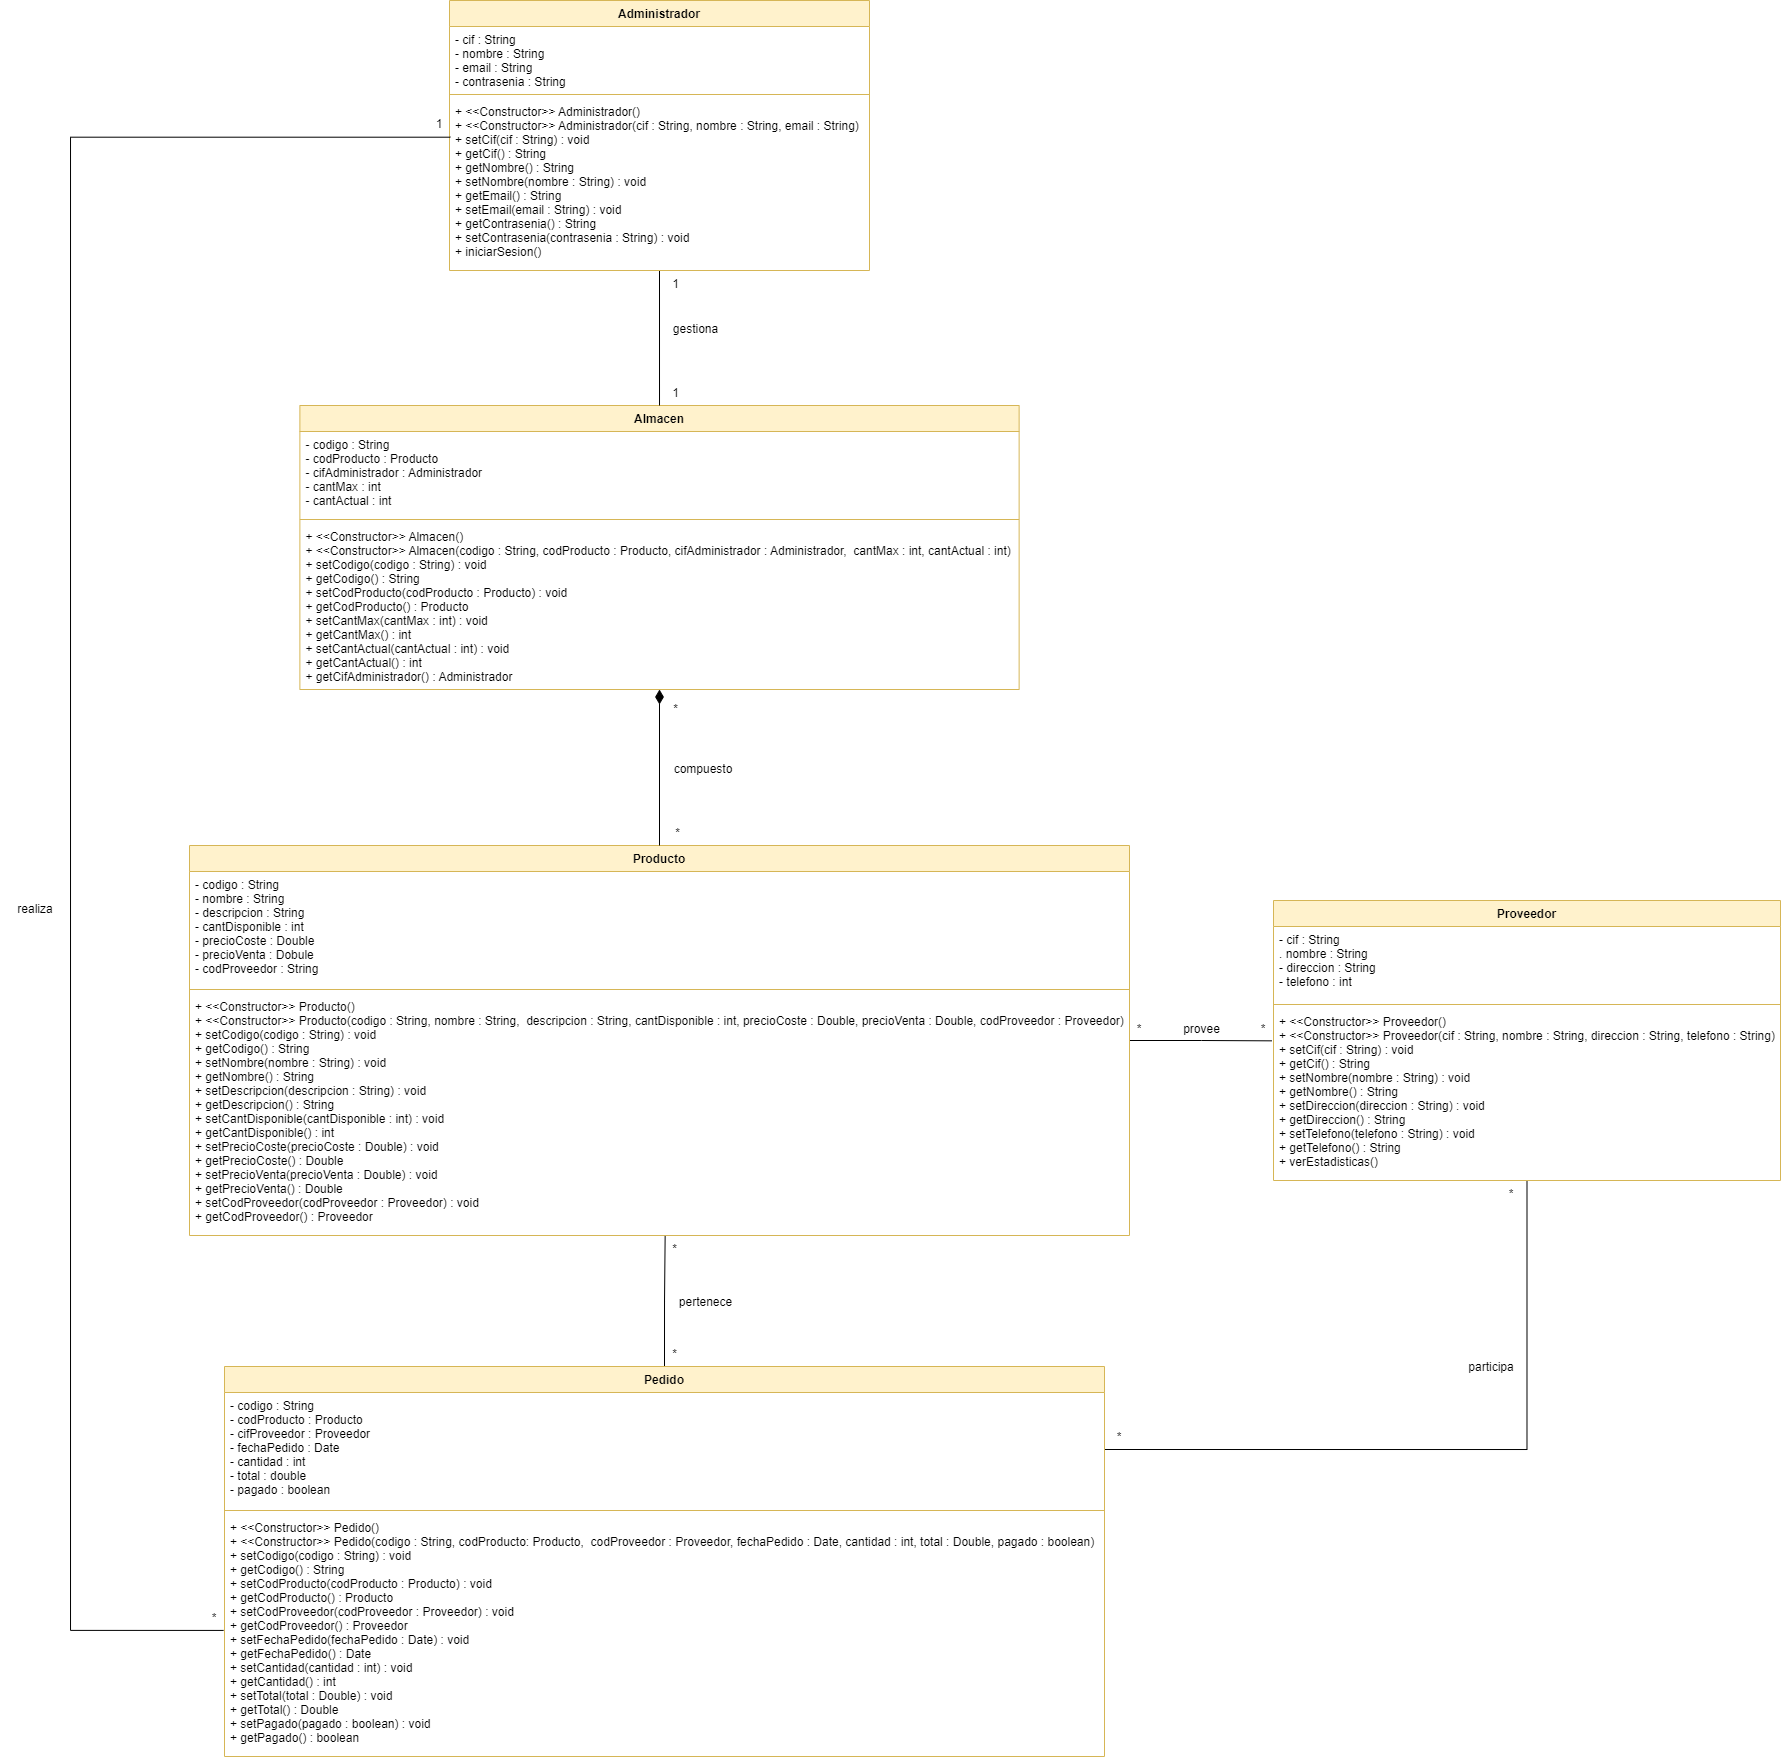 Administrador
- cif : String
- nombre : String
- email : String
- contrasenia : String
+ <<Constructor>> Administrador()
+ <<Constructor>> Administrador(cif : String, nombre : String, email : String)
+ setCif(cif : String) : void
+ getCif() : String
+ getNombre() : String
+ setNombre(nombre : String) : void
+ getEmail() : String
+ setEmail(email : String) : void
+ getContrasenia() : String
+ setContrasenia(contrasenia : String) : void
+ iniciarSesion()
1
1
gestiona
1
Almacen
- codigo : String
- codProducto : Producto
- cifAdministrador : Administrador
- cantMax : int
- cantActual : int
+ <<Constructor>> Almacen()
+ <<Constructor>> Almacen(codigo : String, codProducto : Producto, cifAdministrador : Administrador,  cantMax : int, cantActual : int)
+ setCodigo(codigo : String) : void
+ getCodigo() : String
+ setCodProducto(codProducto : Producto) : void
+ getCodProducto() : Producto
+ setCantMax(cantMax : int) : void
+ getCantMax() : int
+ setCantActual(cantActual : int) : void
+ getCantActual() : int
+ getCifAdministrador() : Administrador
*
compuesto
*
realiza
Producto
- codigo : String
- nombre : String
- descripcion : String
- cantDisponible : int
- precioCoste : Double
- precioVenta : Dobule
- codProveedor : String
+ <<Constructor>> Producto()
+ <<Constructor>> Producto(codigo : String, nombre : String,  descripcion : String, cantDisponible : int, precioCoste : Double, precioVenta : Double, codProveedor : Proveedor)
+ setCodigo(codigo : String) : void
+ getCodigo() : String
+ setNombre(nombre : String) : void
+ getNombre() : String
+ setDescripcion(descripcion : String) : void
+ getDescripcion() : String
+ setCantDisponible(cantDisponible : int) : void
+ getCantDisponible() : int
+ setPrecioCoste(precioCoste : Double) : void
+ getPrecioCoste() : Double
+ setPrecioVenta(precioVenta : Double) : void
+ getPrecioVenta() : Double
+ setCodProveedor(codProveedor : Proveedor) : void
+ getCodProveedor() : Proveedor
* provee *
Proveedor
- cif : String
. nombre : String
- direccion : String
- telefono : int
+ <<Constructor>> Proveedor()
+ <<Constructor>> Proveedor(cif : String, nombre : String, direccion : String, telefono : String)
+ setCif(cif : String) : void
+ getCif() : String
+ setNombre(nombre : String) : void
+ getNombre() : String
+ setDireccion(direccion : String) : void
+ getDireccion() : String
+ setTelefono(telefono : String) : void
+ getTelefono() : String
+ verEstadisticas()
*
participa
*
*
pertenece
*
Pedido
- codigo : String
- codProducto : Producto
- cifProveedor : Proveedor
- fechaPedido : Date
- cantidad : int
- total : double
- pagado : boolean
+ <<Constructor>> Pedido()
+ <<Constructor>> Pedido(codigo : String, codProducto: Producto,  codProveedor : Proveedor, fechaPedido : Date, cantidad : int, total : Double, pagado : boolean)
+ setCodigo(codigo : String) : void
+ getCodigo() : String
+ setCodProducto(codProducto : Producto) : void
+ getCodProducto() : Producto
+ setCodProveedor(codProveedor : Proveedor) : void
+ getCodProveedor() : Proveedor
+ setFechaPedido(fechaPedido : Date) : void
+ getFechaPedido() : Date
+ setCantidad(cantidad : int) : void
+ getCantidad() : int
+ setTotal(total : Double) : void
+ getTotal() : Double
+ setPagado(pagado : boolean) : void
+ getPagado() : boolean
*